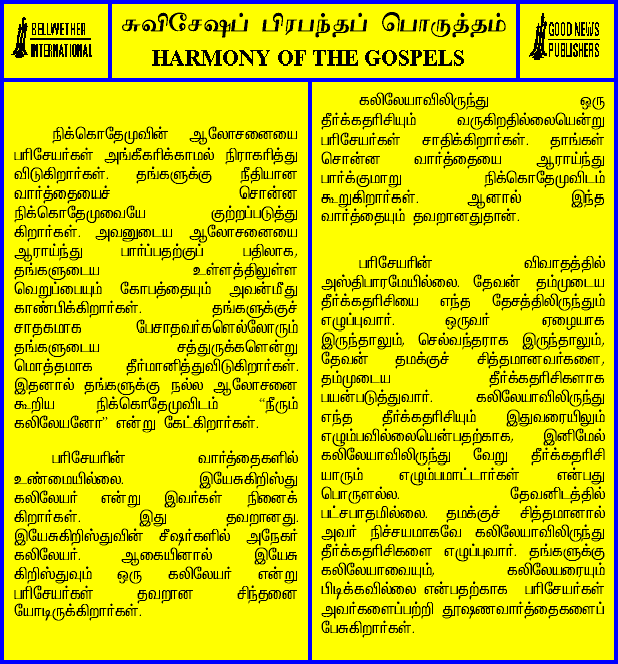 BELLWETHER
INTERNATIONAL
சுவிசேஷப் பிரபந்தப் பொருத்தம்
HARMONY OF THE GOSPELS
GOOD NEWS
PUBLISHERS
நிக்கொதேமுவின் ஆலோசனையை
பரிசேயர்கள் அங்கீகரிக்காமல் நிராகரித்து
விடுகிறார்கள். தங்களுக்கு நீதியான
வார்த்தையைச் சொன்ன
நிக்கொதேமுவையே குற்றப்படுத்து
கிறார்கள். அவனுடைய ஆலோசனையை
ஆராய்ந்து பார்ப்பதற்குப் பதிலாக,
தங்களுடைய உள்ளத்திலுள்ள
வெறுப்பையும் கோபத்தையும் அவன்மீது
காண்பிக்கிறார்கள். தங்களுக்குச்
சாதகமாக பேசாதவர்களெல்லோரும்
தங்களுடைய சத்துருக்களென்று
மொத்தமாக தீர்மானித்துவிடுகிறார்கள்.
இதனால் தங்களுக்கு நல்ல ஆலோசனை
கூறிய நிக்கொதேமுவிடம் “நீரும்
கலிலேயனோ” என்று கேட்கிறார்கள்.
பரிசேயரின் வார்த்தைகளில்
உண்மையில்லை. இயேசுகிறிஸ்து
கலிலேயர் என்று இவர்கள் நினைக்
கிறார்கள். இது தவறானது.
இயேசுகிறிஸ்துவின் சீஷர்களில் அநேகர்
கலிலேயர். ஆகையினால் இயேசு
கிறிஸ்துவும் ஒரு கலிலேயர் என்று
பரிசேயர்கள் தவறான சிந்தனை
யோடிருக்கிறார்கள்.
கலிலேயாவிலிருந்து ஒரு
தீர்க்கதரிசியும் வருகிறதில்லையென்று
பரிசேயர்கள் சாதிக்கிறார்கள். தாங்கள்
சொன்ன வார்த்தையை ஆராய்ந்து
பார்க்குமாறு நிக்கொதேமுவிடம்
கூறுகிறார்கள். ஆனால் இந்த
வார்த்தையும் தவறானதுதான்.
பரிசேயரின் விவாதத்தில்
அஸ்திபாரமேயில்லை. தேவன் தம்முடைய
தீர்க்கதரிசியை எந்த தேசத்திலிருந்தும்
எழுப்புவார். ஒருவர் ஏழையாக
இருந்தாலும், செல்வந்தராக இருந்தாலும்,
தேவன் தமக்குச் சித்தமானவர்களை,
தம்முடைய தீர்க்கதரிசிகளாக
பயன்படுத்துவார். கலிலேயாவிலிருந்து
எந்த தீர்க்கதரிசியும் இதுவரையிலும்
எழும்பவில்லையென்பதற்காக, இனிமேல்
கலிலேயாவிலிருந்து வேறு தீர்க்கதரிசி
யாரும் எழும்பமாட்டார்கள் என்பது
பொருளல்ல. தேவனிடத்தில்
பட்சபாதமில்லை. தமக்குச் சித்தமானால்
அவர் நிச்சயமாகவே கலிலேயாவிலிருந்து
தீர்க்கதரிசிகளை எழுப்புவார். தங்களுக்கு
கலிலேயாவையும், கலிலேயரையும்
பிடிக்கவில்லை என்பதற்காக பரிசேயர்கள்
அவர்களைப்பற்றி தூஷணவார்த்தைகளைப்
பேசுகிறார்கள்.